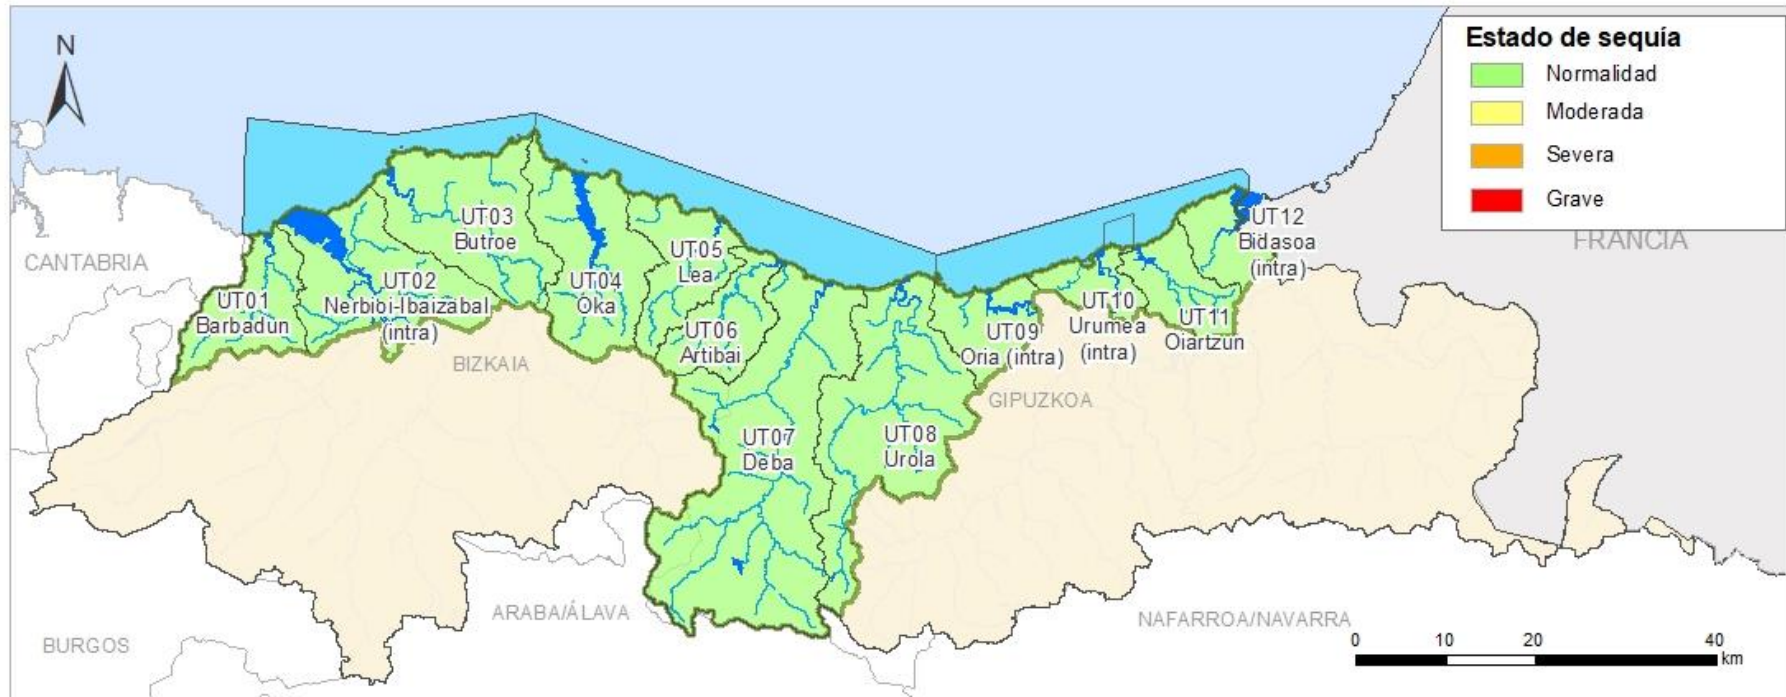 N
Estado de sequía
Normalidad
Moderada
Severa
Grave
FRANCIA
CANTABRIA
UT01
Barbadun
UT02
Nerbioi-Ibaizabal
(intra)
UT03
Butroe
UT04
Oka
UT05
Lea
UT06
Artibai
UT07
Deba
UT08
Urola
UT09
Oria (intra)
UT10
Urumea
(intra)
UT11
Oiartzun
UT12
Bidasoa
(intra)
BIZKAIA
GIPUZKOA
ARABA/ÁLAVA
NAFARROA/NAVARRA
BURGOS
0 10 20 40
km